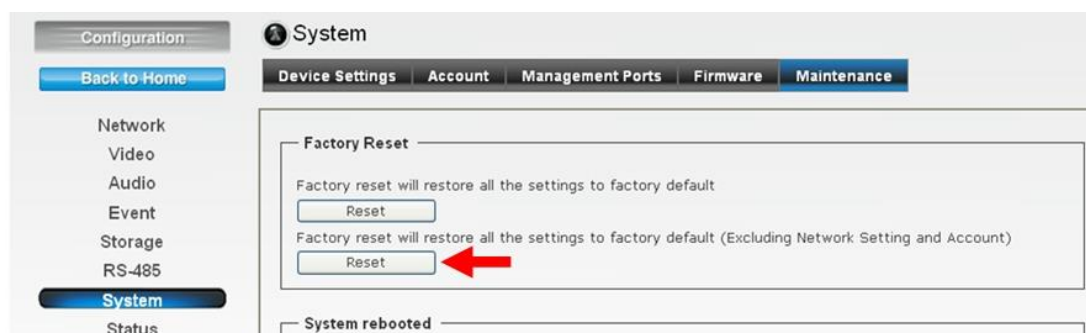 Configuration
Back to Home
Network
Video
Audio
Event
Storage
RS-485
System
Status
System
Device Settings Account Management Ports Firmware Maintenance
Factory Reset
Factory reset will restore all the settings to factory default
Reset
Factory reset will restore all the settings to factory default (Excluding Network Setting and Account)
Reset
System rebooted